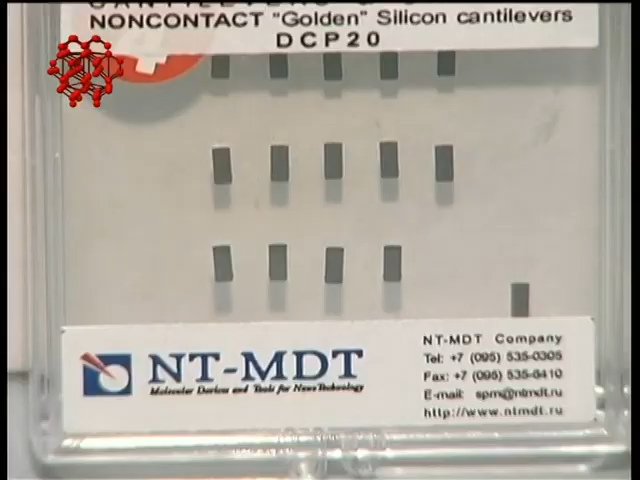 NONCONTACT "Golden" Silicon cantilevers
DCP20
NT-MDT
Molecular Devices and Tools for NanoTechnology
NT-MDT Company
Tel: +7 (095) 535-0305
Fax: +7 (095) 535-6410
E-mail: spm@ntmdt.ru
http://www.ntmdt.ru